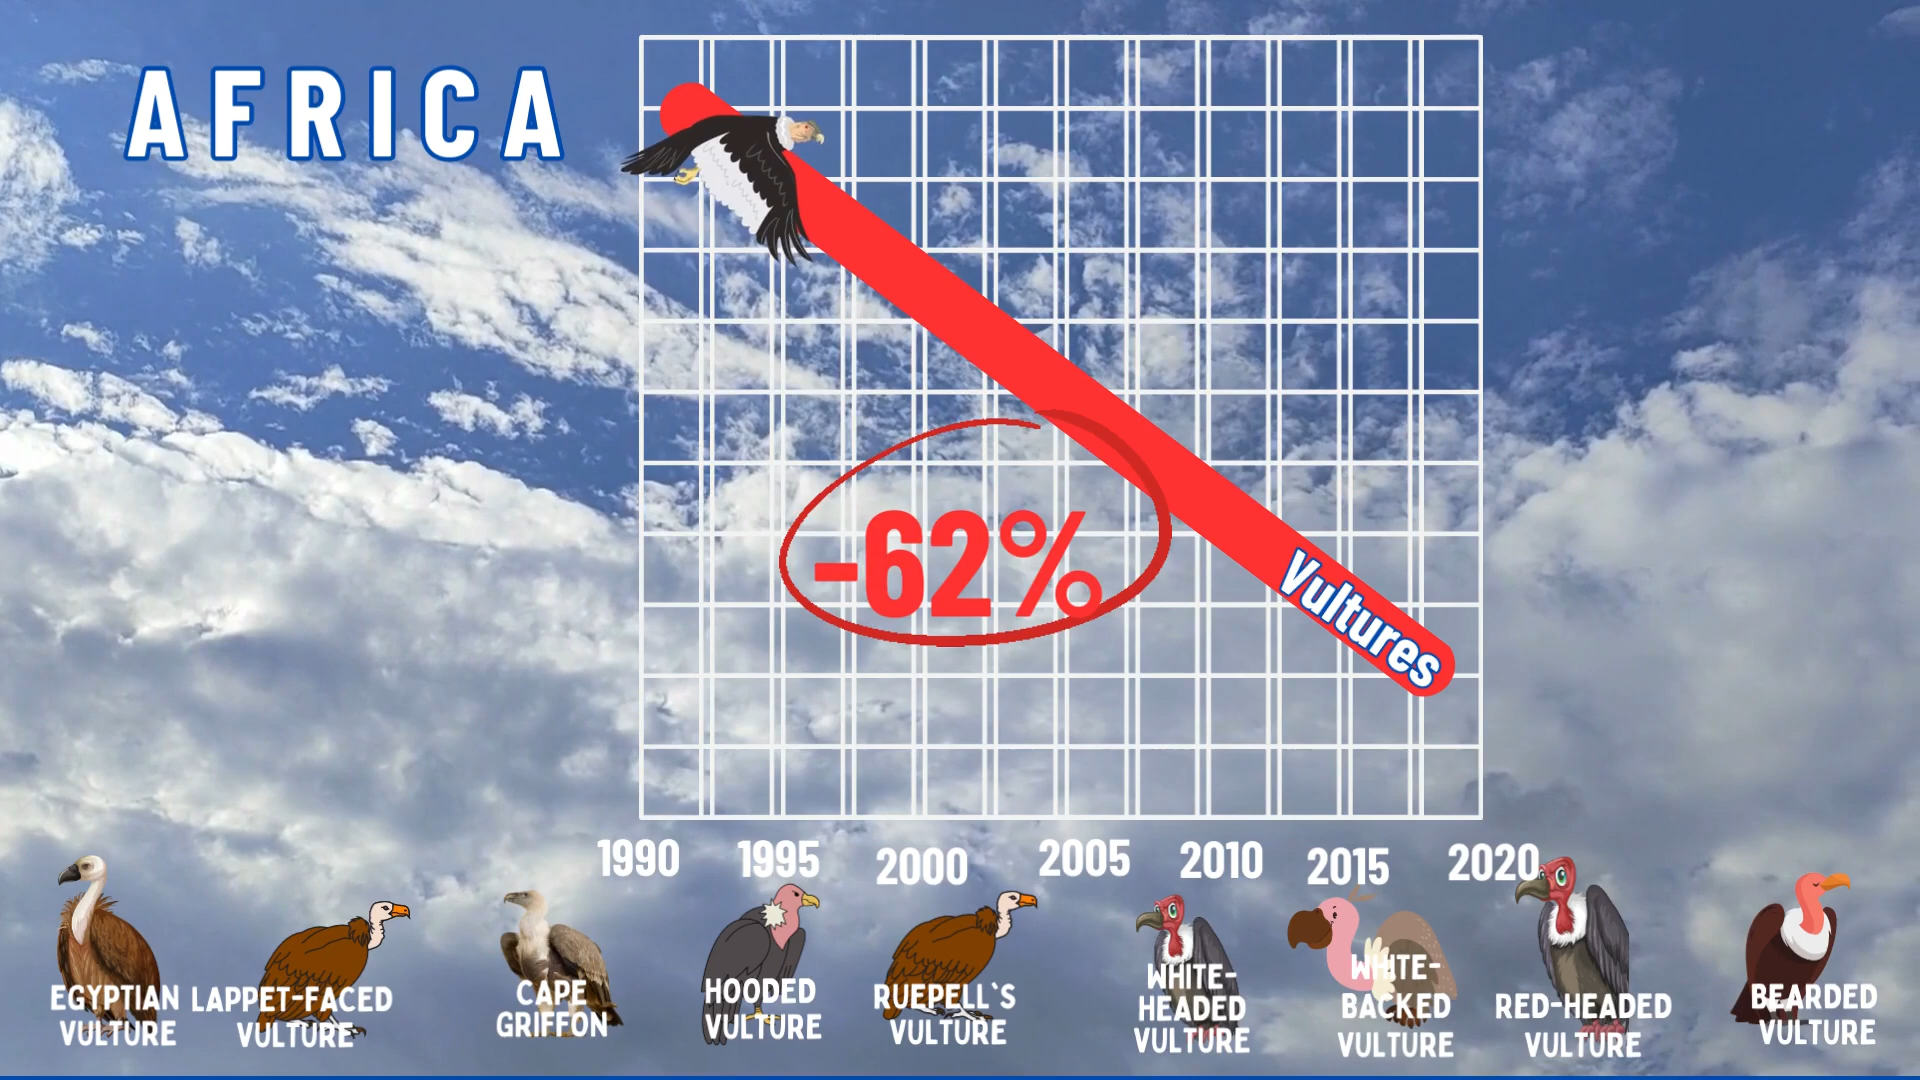 AFRICA
-62%
Vultures
1990 1995 2000 2005 2010 2015 2020
EGYPTIAN
VULTURE
LAPPET-FACED
VULTURE
CAPE
GRIFFON
HOODED
VULTURE
RUEPELL`S
VULTURE
WHITE-
HEADED
VULTURE
WHITE-
BACKED
VULTURE
RED-HEADED
VULTURE
BEARDED
VULTURE